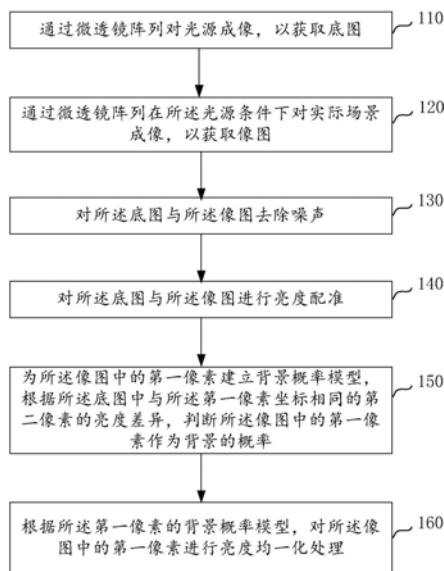 通过微透镜阵列对光源成像，以获取底图
110
通过微透镜阵列在所述光源条件下对实际场景
成像，以获取像图
120
对所述底图与所述像图去除噪声
130
对所述底图与所述像图进行亮度配准
140
为所述像图中的第一像素建立背景概率模型，
根据所述底图中与所述第一像素坐标相同的第
二像素的亮度差异，判断所述像图中的第一像
素作为背景的概率
150
根据所述第一像素的背景概率模型，对所述像
图中的第一像素进行亮度均一化处理
160